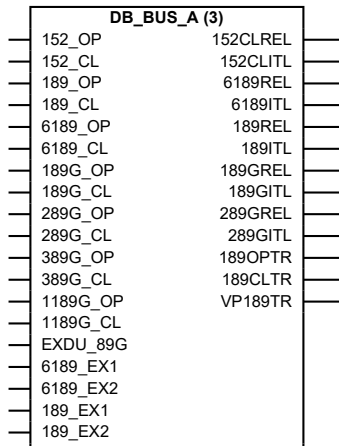 DB_BUS_A (3)
152_OP 152CLREL
152_CL 152CLITL
189_OP 6189REL
189_CL 6189ITL
6189_OP 189REL
6189_CL 189ITL
189G_OP 189GREL
189G_CL 189GITL
289G_OP 289GREL
289G_CL 289GITL
389G_OP 189OPTR
389G_CL 189CLTR
1189G_OP VP189TR
1189G_CL
EXDU_89G
6189_EX1
6189_EX2
189_EX1
189_EX2